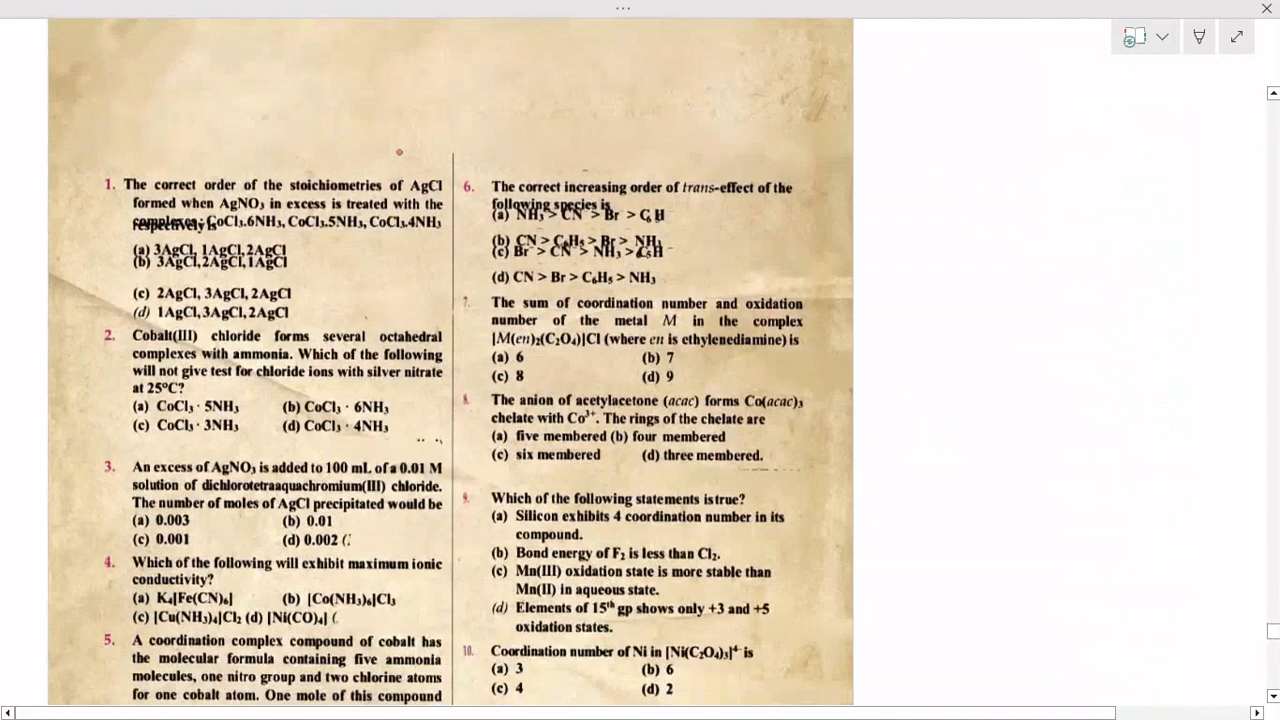 1. The correct order of the stoichiometries of AgCl
formed when AgNO₃ in excess is treated with the
complexes: CoCl₃.6NH₃, CoCl₃.5NH₃, CoCl₃.4NH₃
respectively is
(a) 3AgCl, 1AgCl, 2AgCl
(b) 3AgCl, 2AgCl, 1AgCl
(c) 2AgCl, 3AgCl, 2AgCl
(d) 1AgCl, 3AgCl, 2AgCl
2. Cobalt(III) chloride forms several octahedral
complexes with ammonia. Which of the following
will not give test for chloride ions with silver nitrate
at 25°C?
(a) CoCl₃ · 5NH₃ (b) CoCl₃ · 6NH₃
(c) CoCl₃ · 3NH₃ (d) CoCl₃ · 4NH₃
3. An excess of AgNO₃ is added to 100 mL of a 0.01 M
solution of dichlorotetraaquachromium(III) chloride.
The number of moles of AgCl precipitated would be
(a) 0.003 (b) 0.01
(c) 0.001 (d) 0.002 (
4. Which of the following will exhibit maximum ionic
conductivity?
(a) K₄[Fe(CN)₆] (b) [Co(NH₃)₆]Cl₃
(c) [Cu(NH₃)₄]Cl₂ (d) [Ni(CO)₄] (
5. A coordination complex compound of cobalt has
the molecular formula containing five ammonia
molecules, one nitro group and two chlorine atoms
for one cobalt atom. One mole of this compound
6. The correct increasing order of trans-effect of the
following species is
(a) NH₃ > CN⁻ > Br⁻ > C₆H
(b) CN⁻ > C₆H₅⁻ > Br⁻ > NH₃
(c) Br⁻ > CN⁻ > NH₃ > C₆H
(d) CN > Br > C₆H₅ > NH₃
7. The sum of coordination number and oxidation
number of the metal M in the complex
[M(en)₂(C₂O₄)]Cl (where en is ethylenediamine) is
(a) 6 (b) 7
(c) 8 (d) 9
8. The anion of acetylacetone (acac) forms Co(acac)₃
chelate with Co³⁺. The rings of the chelate are
(a) five membered (b) four membered
(c) six membered (d) three membered.
9. Which of the following statements is true?
(a) Silicon exhibits 4 coordination number in its
compound.
(b) Bond energy of F₂ is less than Cl₂.
(c) Mn(III) oxidation state is more stable than
Mn(II) in aqueous state.
(d) Elements of 15ᵗʰ gp shows only +3 and +5
oxidation states.
10. Coordination number of Ni in [Ni(C₂O₄)₃]⁴⁻ is
(a) 3 (b) 6
(c) 4 (d) 2